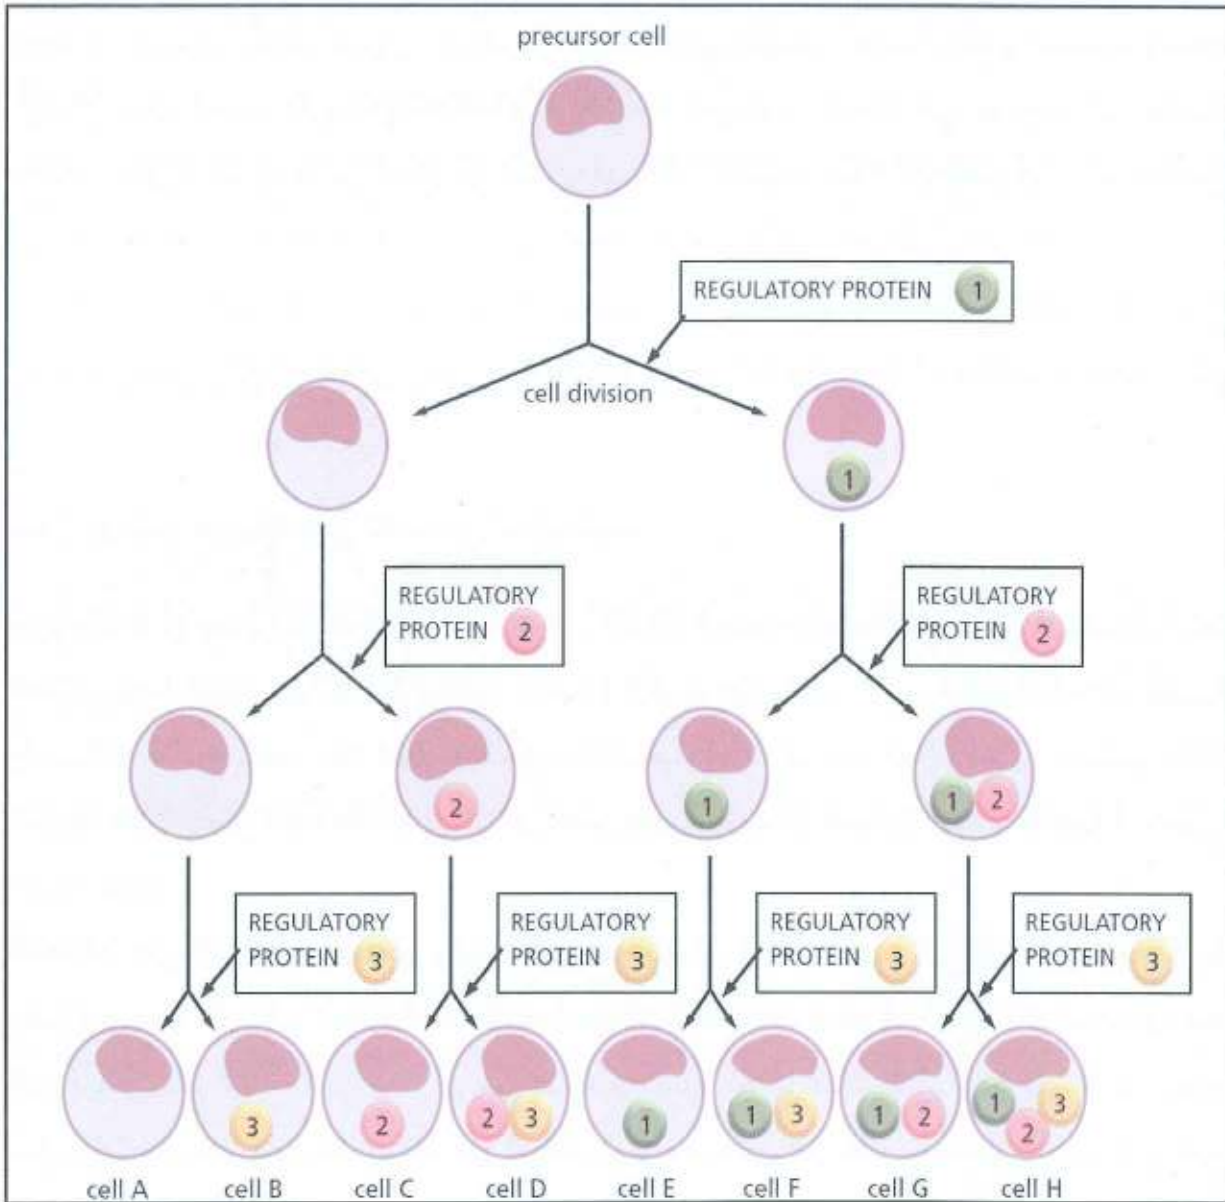 precursor cell
REGULATORY PROTEIN 1
cell division
1
REGULATORY
PROTEIN 2
REGULATORY
PROTEIN 2
2
1
1 2
REGULATORY
PROTEIN 3
REGULATORY
PROTEIN 3
REGULATORY
PROTEIN 3
REGULATORY
PROTEIN 3
3
2
2 3
1
1 3
1 2
1 2 3
cell A cell B cell C cell D cell E cell F cell G cell H